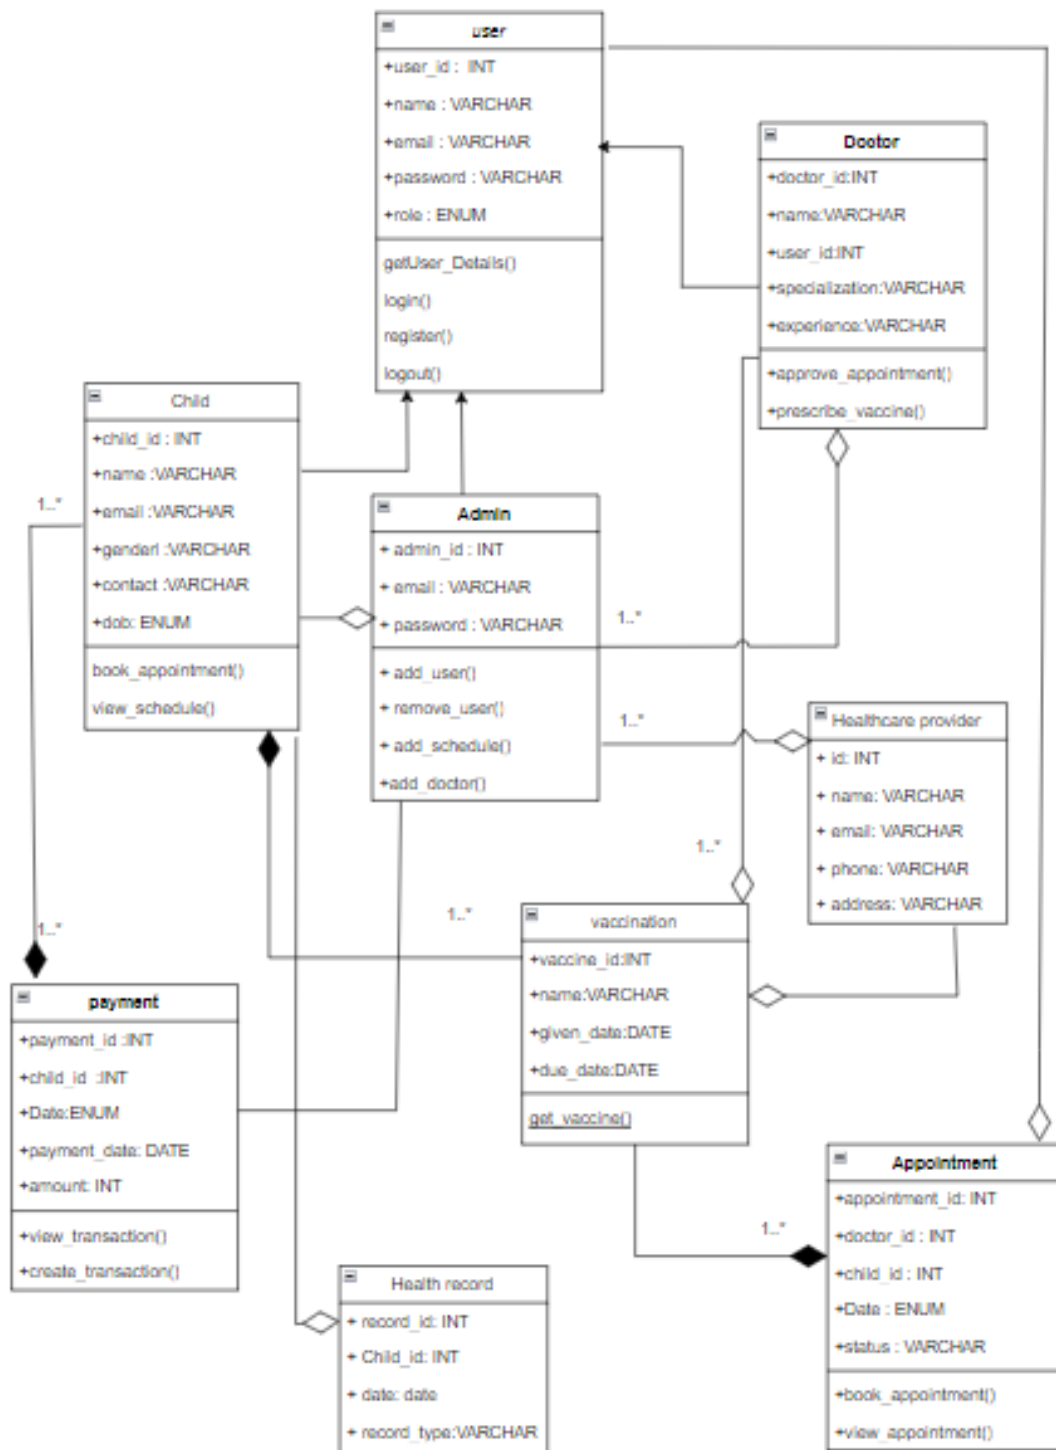 user
+user_id : INT
+name : VARCHAR
+email : VARCHAR
+password : VARCHAR
+role : ENUM
getUser_Details()
login()
register()
logout()
Doctor
+doctor_id:INT
+name:VARCHAR
+user_id:INT
+specialization:VARCHAR
+experience:VARCHAR
+approve_appointment()
+prescribe_vaccine()
Child
+child_id : INT
+name :VARCHAR
+email :VARCHAR
+genderl :VARCHAR
+contact :VARCHAR
+dob: ENUM
book_appointment()
view_schedule()
1..*
Admin
+ admin_id : INT
+ email : VARCHAR
+ password : VARCHAR
+ add_user()
+ remove_user()
+ add_schedule()
+add_doctor()
1..*
1..*
Healthcare provider
+ id: INT
+ name: VARCHAR
+ email: VARCHAR
+ phone: VARCHAR
+ address: VARCHAR
1..*
1..*
1..*
vaccination
+vaccine_id:INT
+name:VARCHAR
+given_date:DATE
+due_date:DATE
get_vaccine()
payment
+payment_id :INT
+child_id :INT
+Date:ENUM
+payment_date: DATE
+amount: INT
+view_transaction()
+create_transaction()
1..*
Appointment
+appointment_id: INT
+doctor_id : INT
+child_id : INT
+Date : ENUM
+status : VARCHAR
+book_appointment()
+view_appointment()
Health record
+ record_id: INT
+ Child_id: INT
+ date: date
+ record_type:VARCHAR